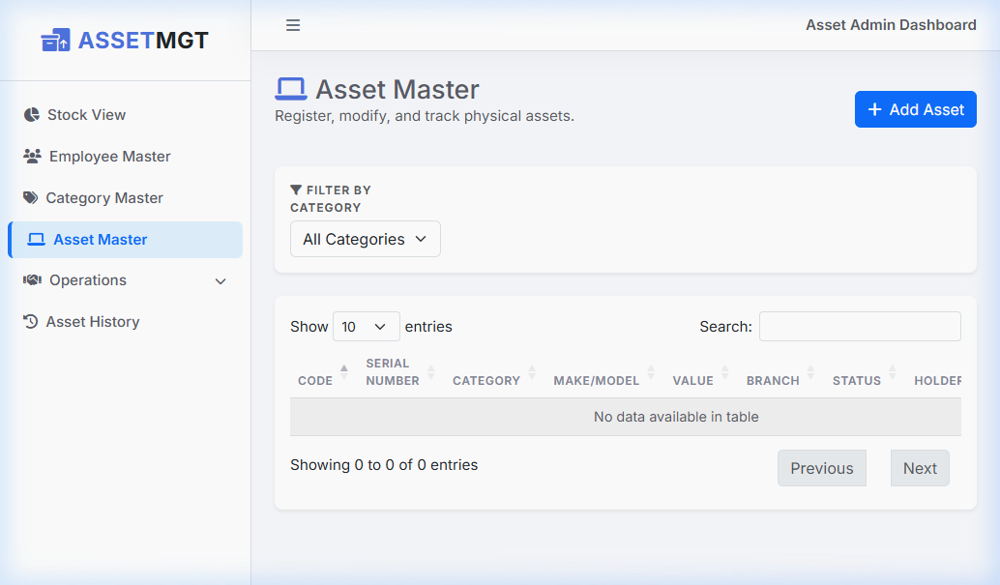 ASSETMGT
Asset Admin Dashboard
Stock View
Employee Master
Category Master
Asset Master
Operations
Asset History
Asset Master
Register, modify, and track physical assets.
+ Add Asset
FILTER BY
CATEGORY
All Categories
Show 10 entries
Search:
CODE SERIAL NUMBER CATEGORY MAKE/MODEL VALUE BRANCH STATUS HOLDER
No data available in table
Showing 0 to 0 of 0 entries
Previous Next